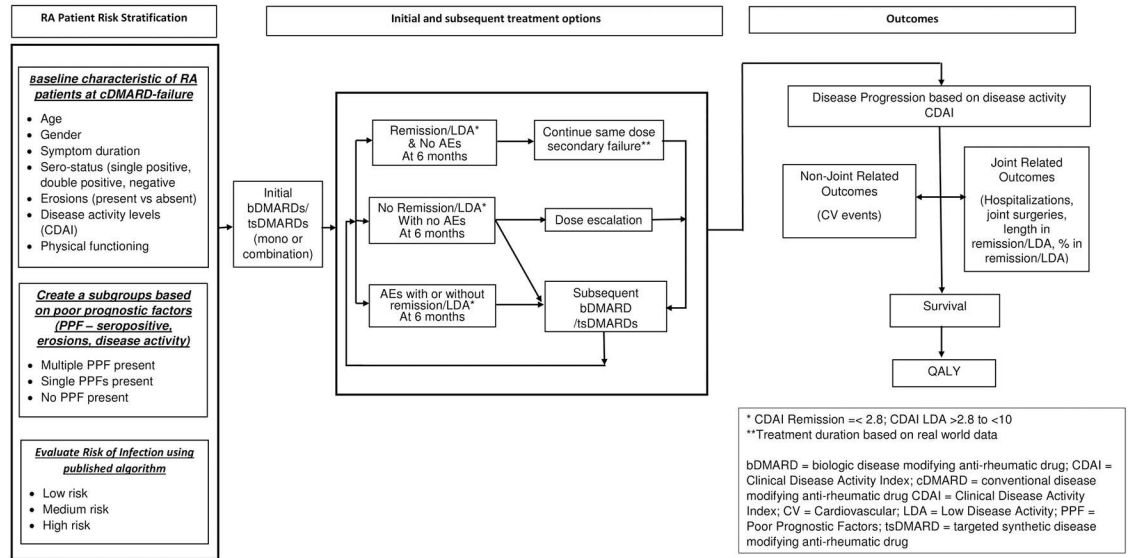 RA Patient Risk Stratification
Initial and subsequent treatment options
Outcomes
Baseline characteristic of RA
patients at cDMARD-failure
• Age
• Gender
• Symptom duration
• Sero-status (single positive,
double positive, negative
• Erosions (present vs absent)
• Disease activity levels
(CDAI)
• Physical functioning
Create a subgroups based
on poor prognostic factors
(PPF – seropositive,
erosions, disease activity)
• Multiple PPF present
• Single PPFs present
• No PPF present
Evaluate Risk of Infection using
published algorithm
• Low risk
• Medium risk
• High risk
Initial
bDMARDs/
tsDMARDs
(mono or
combination)
Remission/LDA*
& No AEs
At 6 months
Continue same dose
secondary failure**
No Remission/LDA*
With no AEs
At 6 months
Dose escalation
AEs with or without
remission/LDA*
At 6 months
Subsequent
bDMARD
/tsDMARDs
Disease Progression based on disease activity
CDAI
Non-Joint Related
Outcomes
(CV events)
Joint Related
Outcomes
(Hospitalizations,
joint surgeries,
length in
remission/LDA, % in
remission/LDA)
Survival
QALY
* CDAI Remission =< 2.8; CDAI LDA >2.8 to <10
**Treatment duration based on real world data
bDMARD = biologic disease modifying anti-rheumatic drug; CDAI =
Clinical Disease Activity Index; cDMARD = conventional disease
modifying anti-rheumatic drug CDAI = Clinical Disease Activity
Index; CV = Cardiovascular; LDA = Low Disease Activity; PPF =
Poor Prognostic Factors; tsDMARD = targeted synthetic disease
modifying anti-rheumatic drug